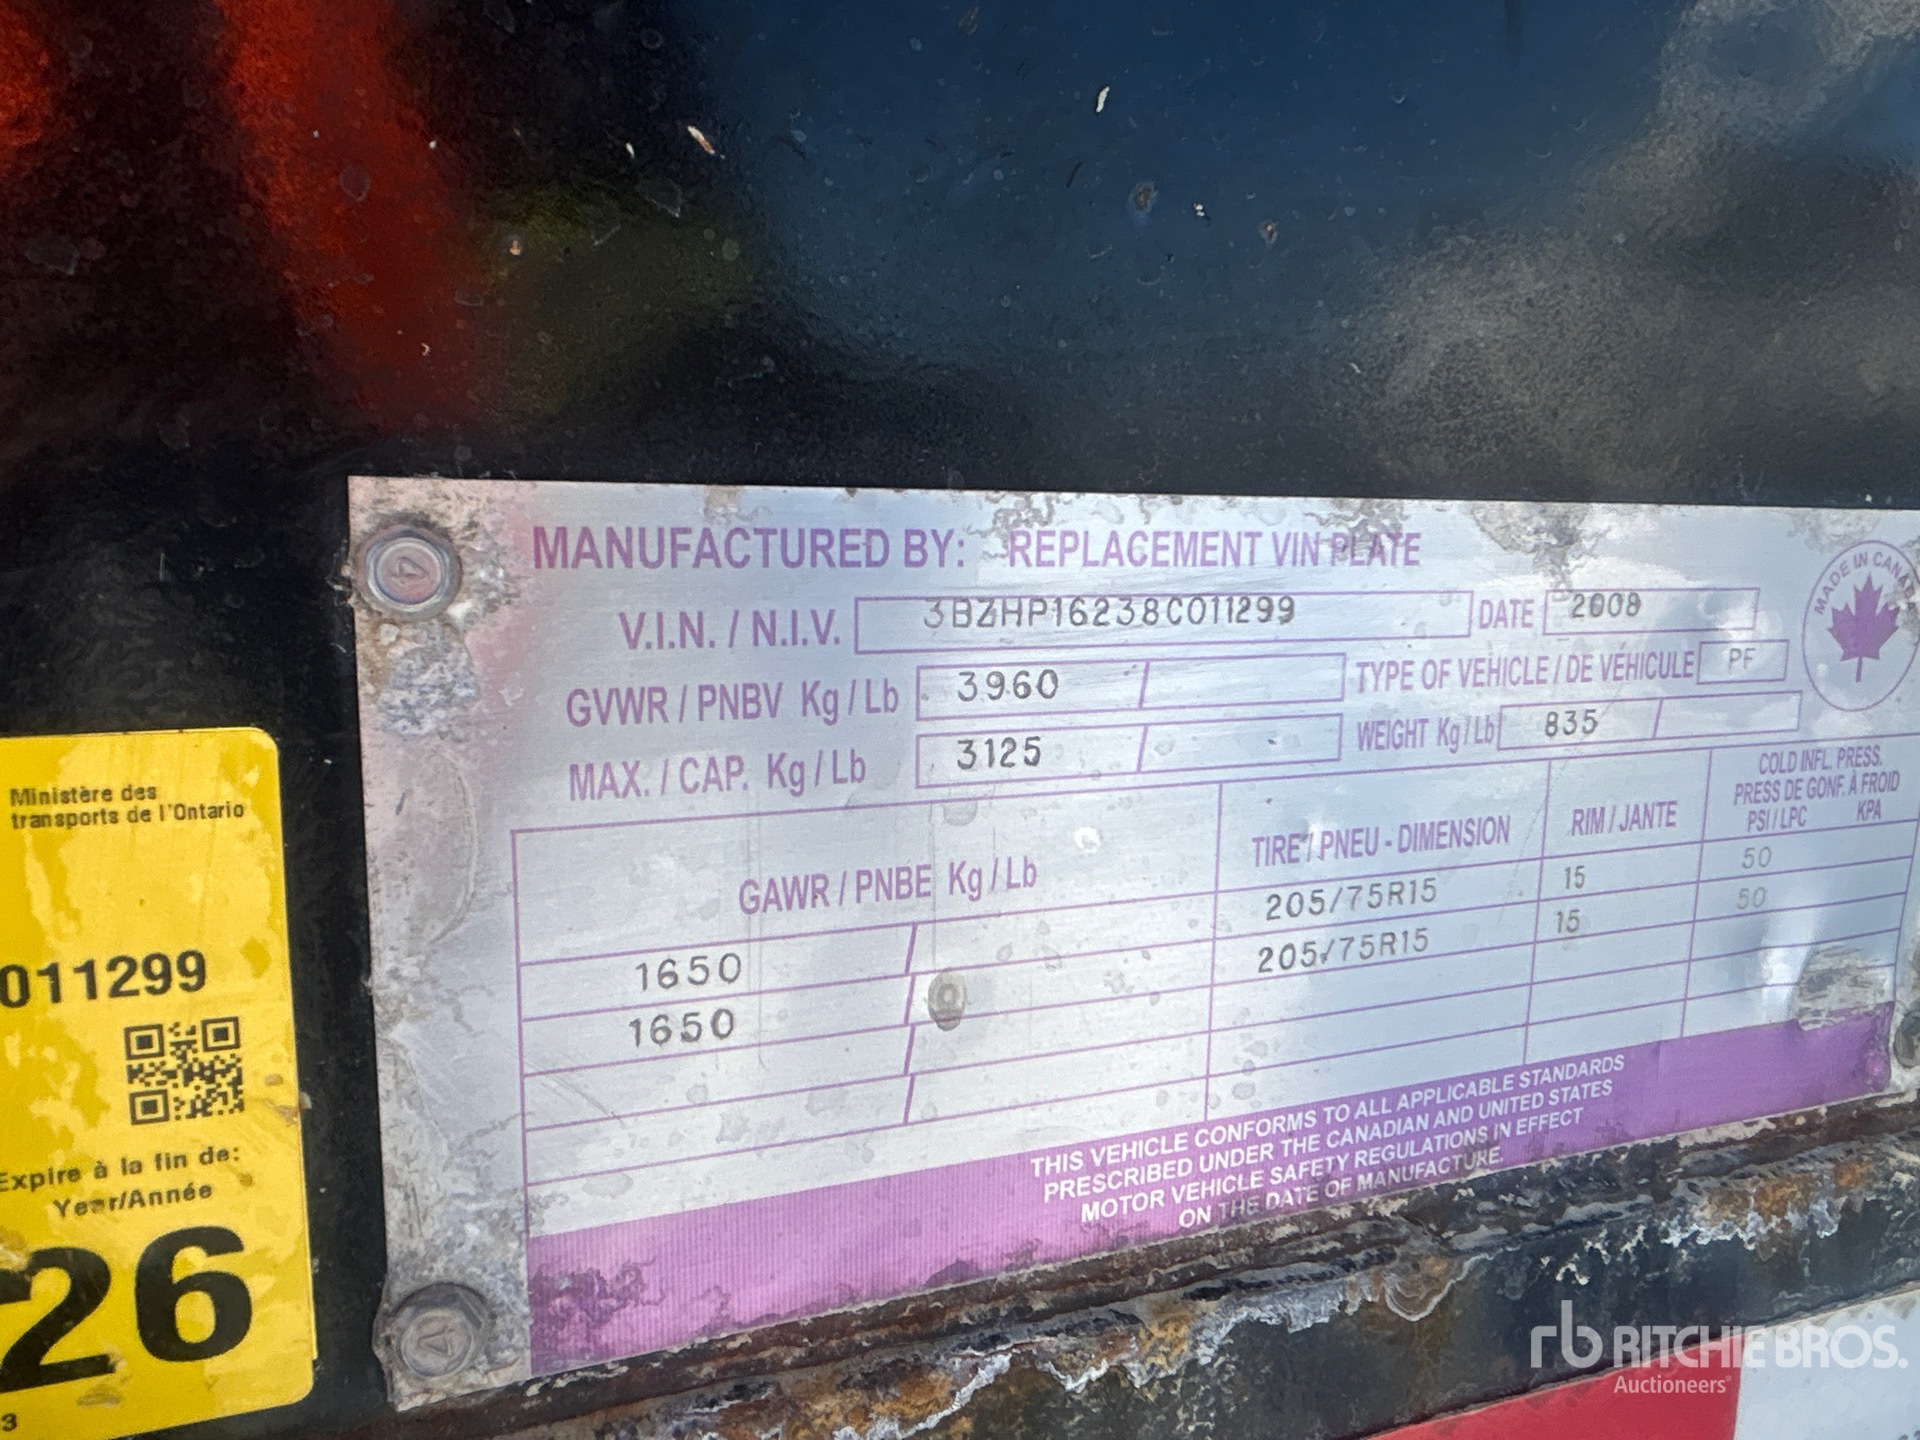 MANUFACTURED BY: REPLACEMENT VIN PLATE
V.I.N. / N.I.V. 3BZHP16238C011299 DATE 2008
GVWR / PNBV Kg / Lb 3960 TYPE OF VEHICLE / DE VÉHICULE PF
MAX. / CAP. Kg / Lb 3125 WEIGHT Kg / Lb 835
GAWR / PNBE Kg / Lb TIRE / PNEU - DIMENSION RIM / JANTE COLD INFL. PRESS.
PRESS DE GONF. À FROID
PSI / LPC KPA
1650 205/75R15 15 50
1650 205/75R15 15 50
THIS VEHICLE CONFORMS TO ALL APPLICABLE STANDARDS
PRESCRIBED UNDER THE CANADIAN AND UNITED STATES
MOTOR VEHICLE SAFETY REGULATIONS IN EFFECT
ON THE DATE OF MANUFACTURE.
MADE IN CANADA
Ministère des
transports de l'Ontario
011299
Expire à la fin de:
Year/Année
26
3
rb RITCHIE BROS.
Auctioneers